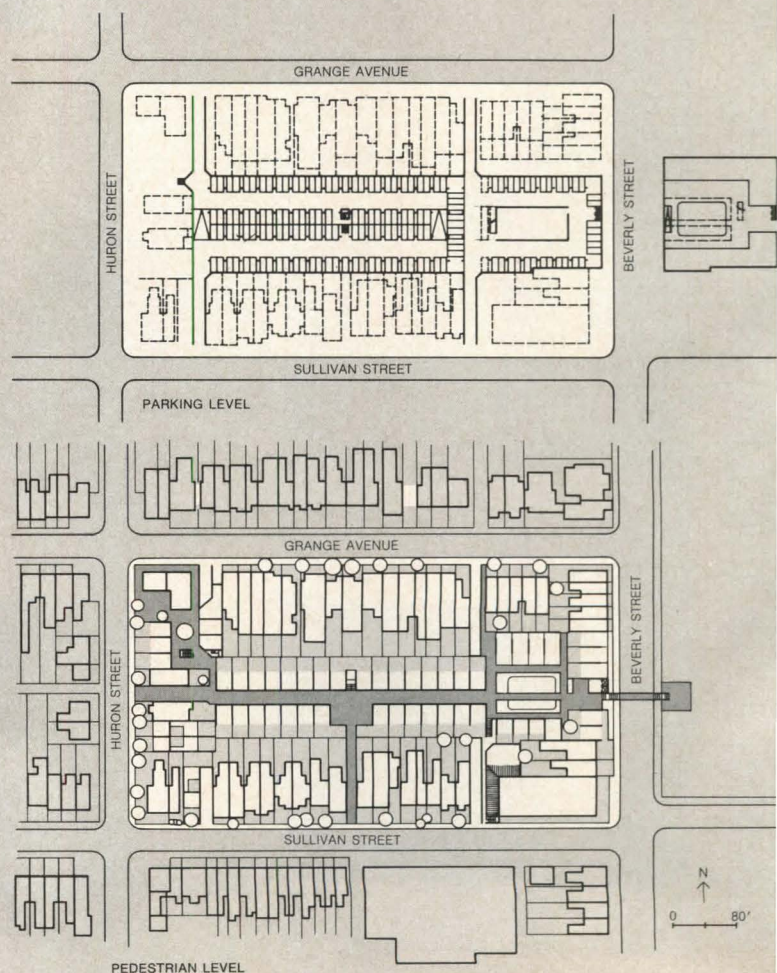 GRANGE AVENUE
HURON STREET
BEVERLY STREET
SULLIVAN STREET
PARKING LEVEL
GRANGE AVENUE
HURON STREET
BEVERLY STREET
SULLIVAN STREET
N
0 80'
PEDESTRIAN LEVEL